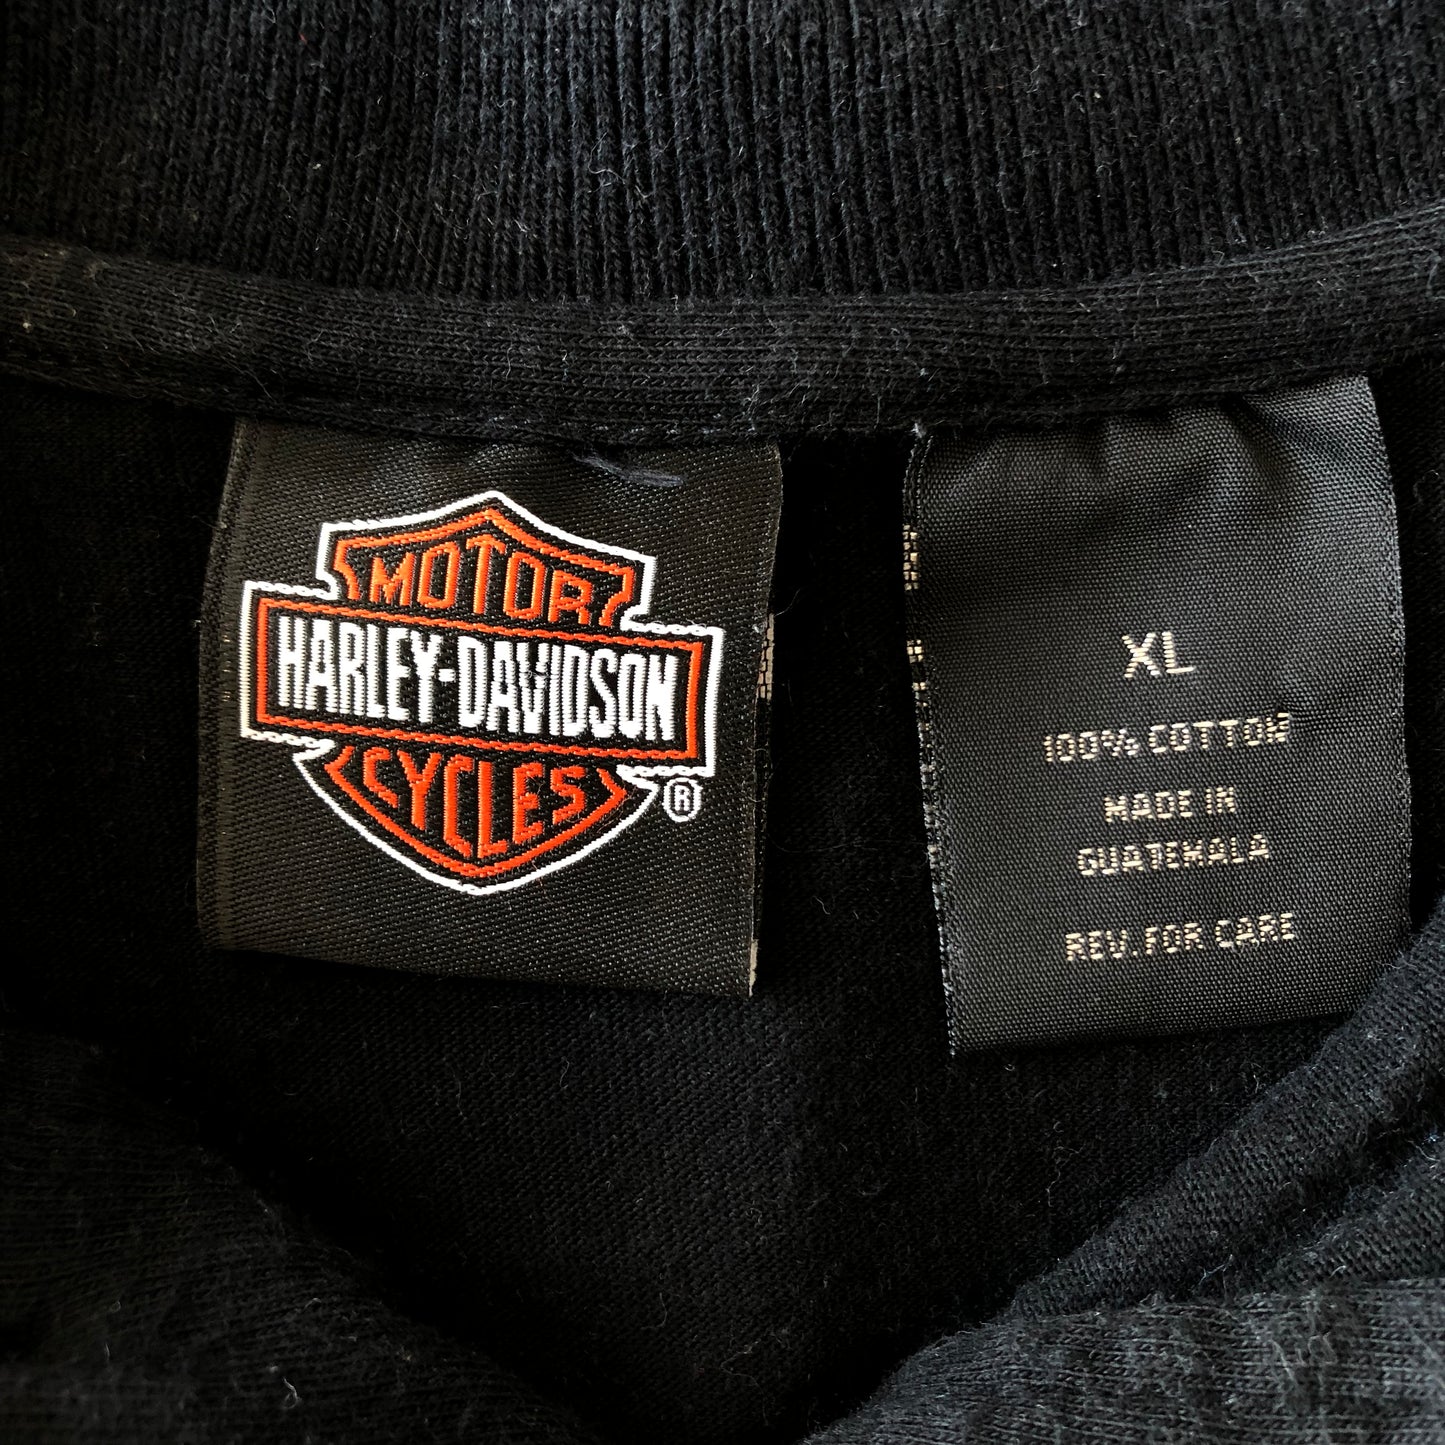 MOTOR
HARLEY-DAVIDSON
CYCLES
®
XL
100% COTTON
MADE IN
GUATEMALA
REV. FOR CARE